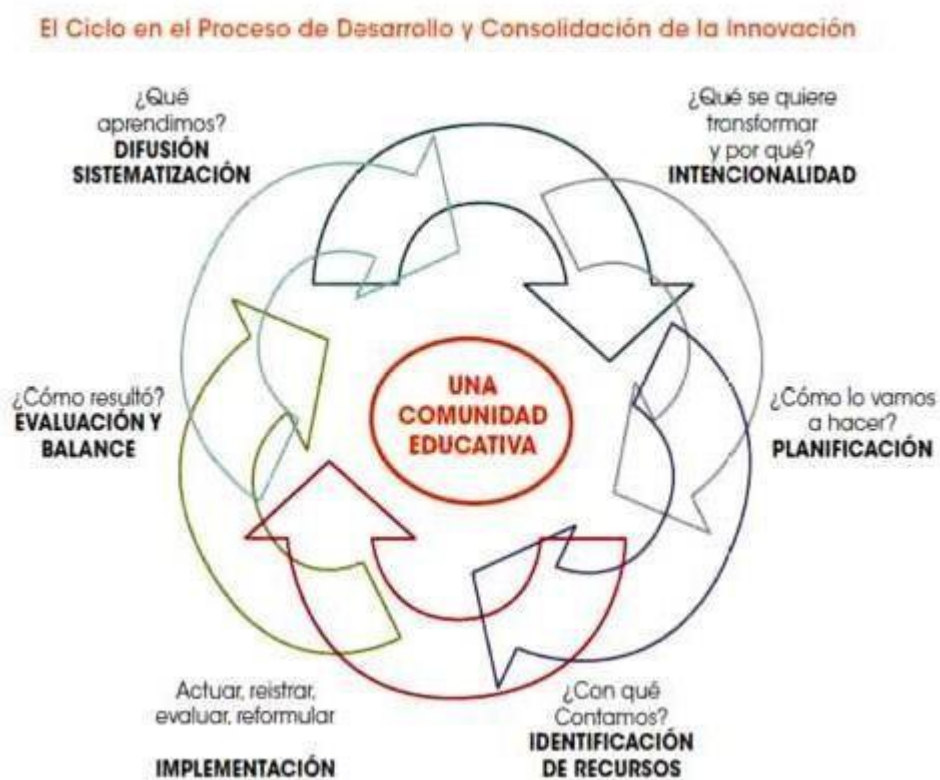 El Ciclo en el Proceso de Desarrollo y Consolidación de la Innovación
¿Qué
aprendimos?
DIFUSIÓN
SISTEMATIZACIÓN
¿Qué se quiere
transformar
y por qué?
INTENCIONALIDAD
¿Cómo resultó?
EVALUACIÓN Y
BALANCE
UNA
COMUNIDAD
EDUCATIVA
¿Cómo lo vamos
a hacer?
PLANIFICACIÓN
Actuar, reistrar,
evaluar, reformular
IMPLEMENTACIÓN
¿Con qué
Contamos?
IDENTIFICACIÓN
DE RECURSOS